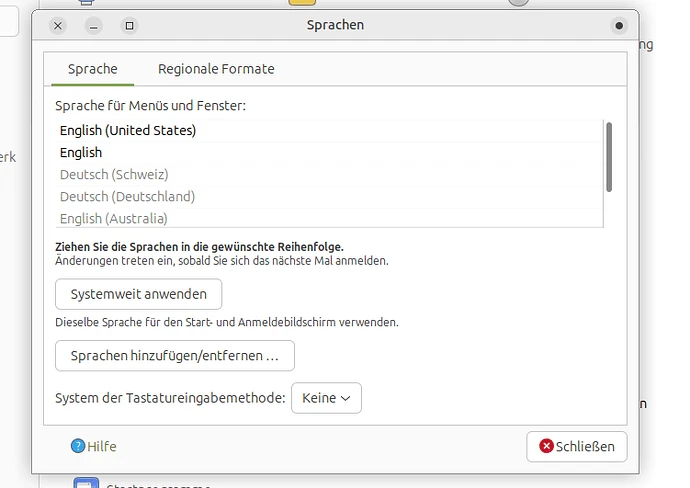 Sprachen
ng
Sprache
Regionale Formate
Sprache für Menüs und Fenster:
English (United States)
English
erk
Deutsch (Schweiz)
Deutsch (Deutschland)
English (Australia)
Ziehen Sie die Sprachen in die gewünschte Reihenfolge.
Änderungen treten ein, sobald Sie sich das nächste Mal anmelden.
Systemweit anwenden
Dieselbe Sprache für den Start- und Anmeldebildschirm verwenden.
Sprachen hinzufügen/entfernen …
System der Tastatureingabemethode: Keine
n
Hilfe
Schließen